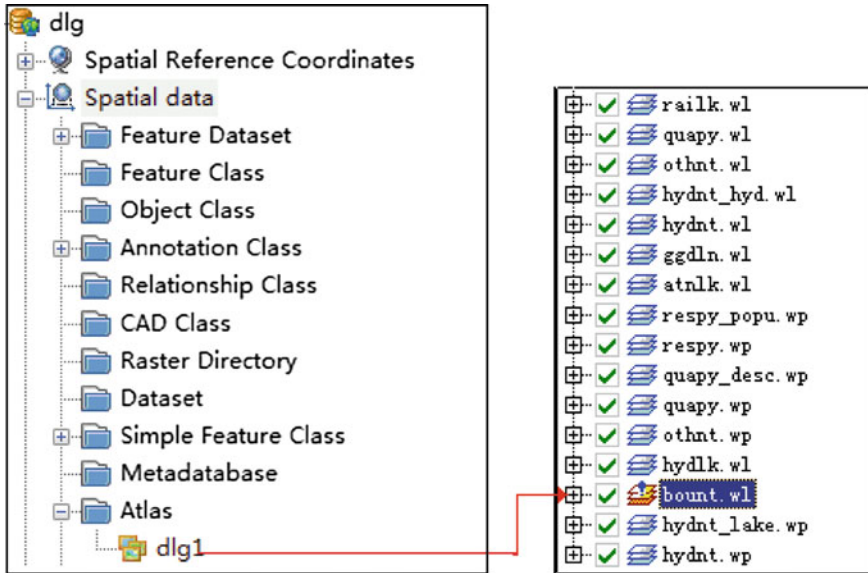 dlg
Spatial Reference Coordinates
Spatial data
Feature Dataset
Feature Class
Object Class
Annotation Class
Relationship Class
CAD Class
Raster Directory
Dataset
Simple Feature Class
Metadatabase
Atlas
dlg1
railk.wl
quapy.wl
othnt.wl
hydnt_hyd.wl
hydnt.wl
ggdln.wl
atnlk.wl
respy_popu.wp
respy.wp
quapy_desc.wp
quapy.wp
othnt.wp
hydlk.wl
bount.wl
hydnt_lake.wp
hydnt.wp